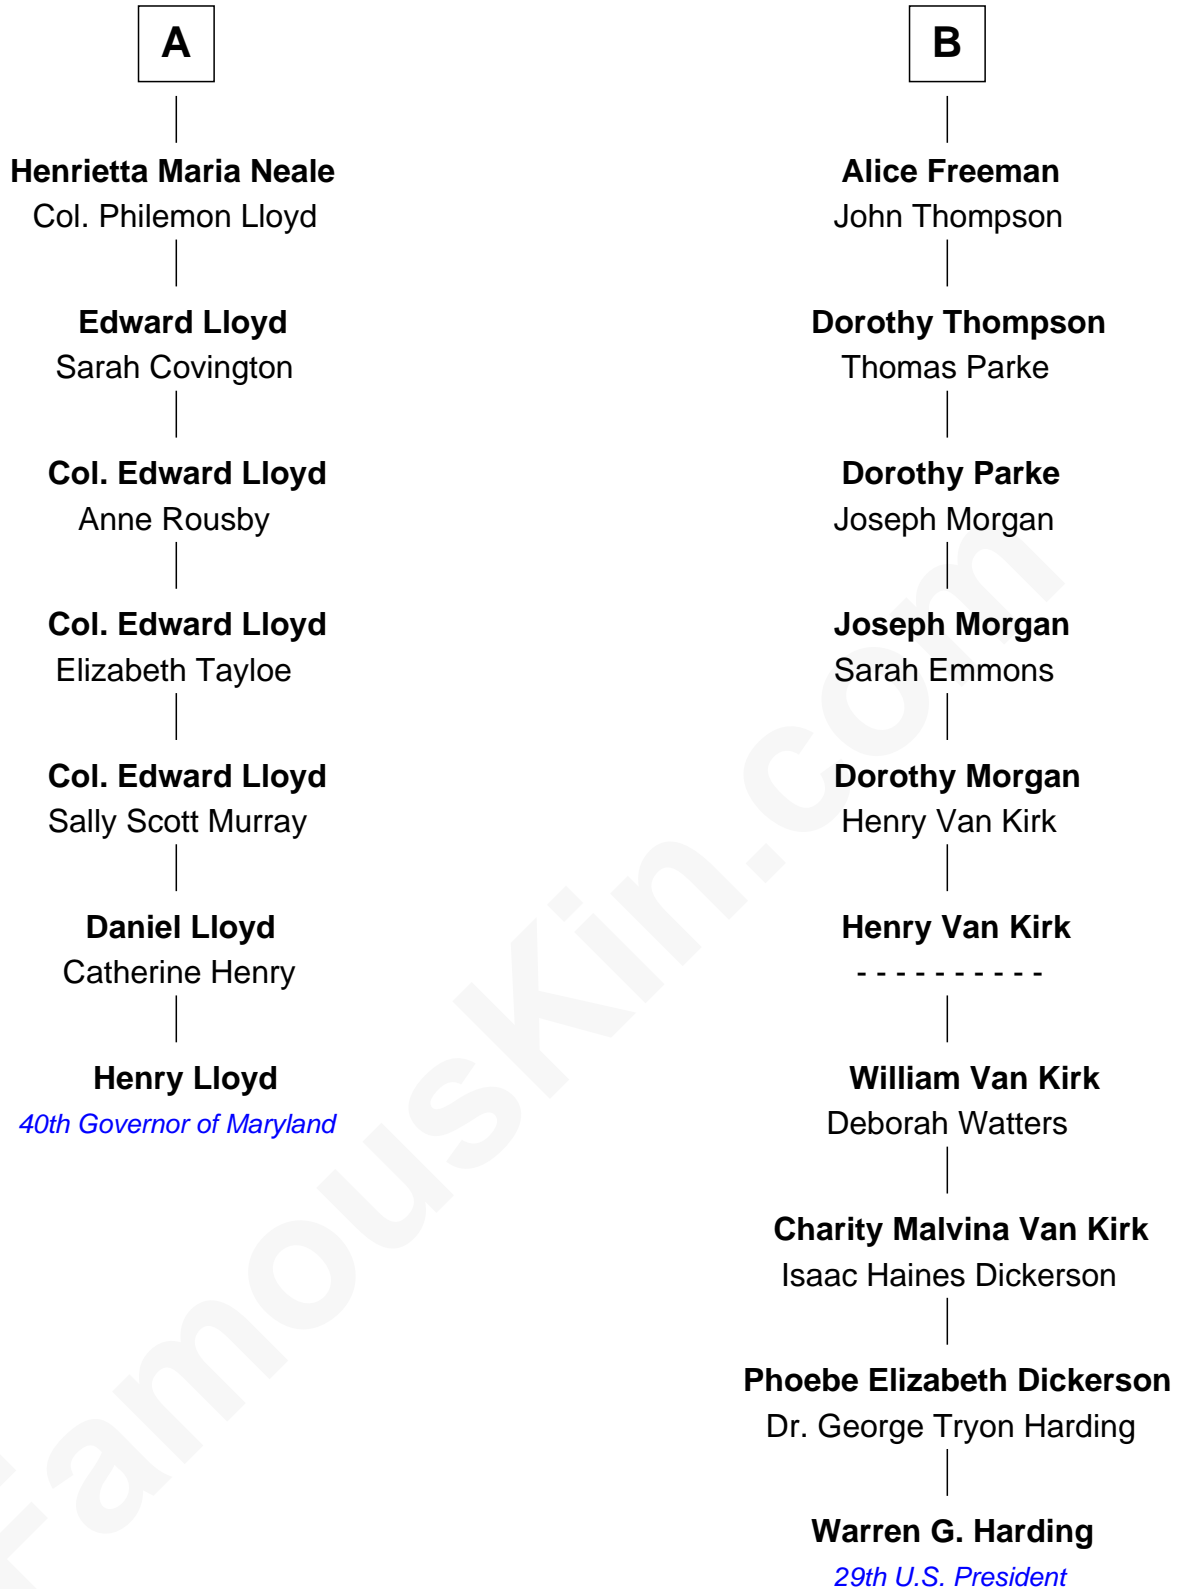 A
Henrietta Maria Neale
Col. Philemon Lloyd
Edward Lloyd
Sarah Covington
Col. Edward Lloyd
Anne Rousby
Col. Edward Lloyd
Elizabeth Tayloe
Col. Edward Lloyd
Sally Scott Murray
Daniel Lloyd
Catherine Henry
Henry Lloyd
40th Governor of Maryland
B
Alice Freeman
John Thompson
Dorothy Thompson
Thomas Parke
Dorothy Parke
Joseph Morgan
Joseph Morgan
Sarah Emmons
Dorothy Morgan
Henry Van Kirk
Henry Van Kirk
- - - - - - - - - -
William Van Kirk
Deborah Watters
Charity Malvina Van Kirk
Isaac Haines Dickerson
Phoebe Elizabeth Dickerson
Dr. George Tryon Harding
Warren G. Harding
29th U.S. President
FamousKin.com